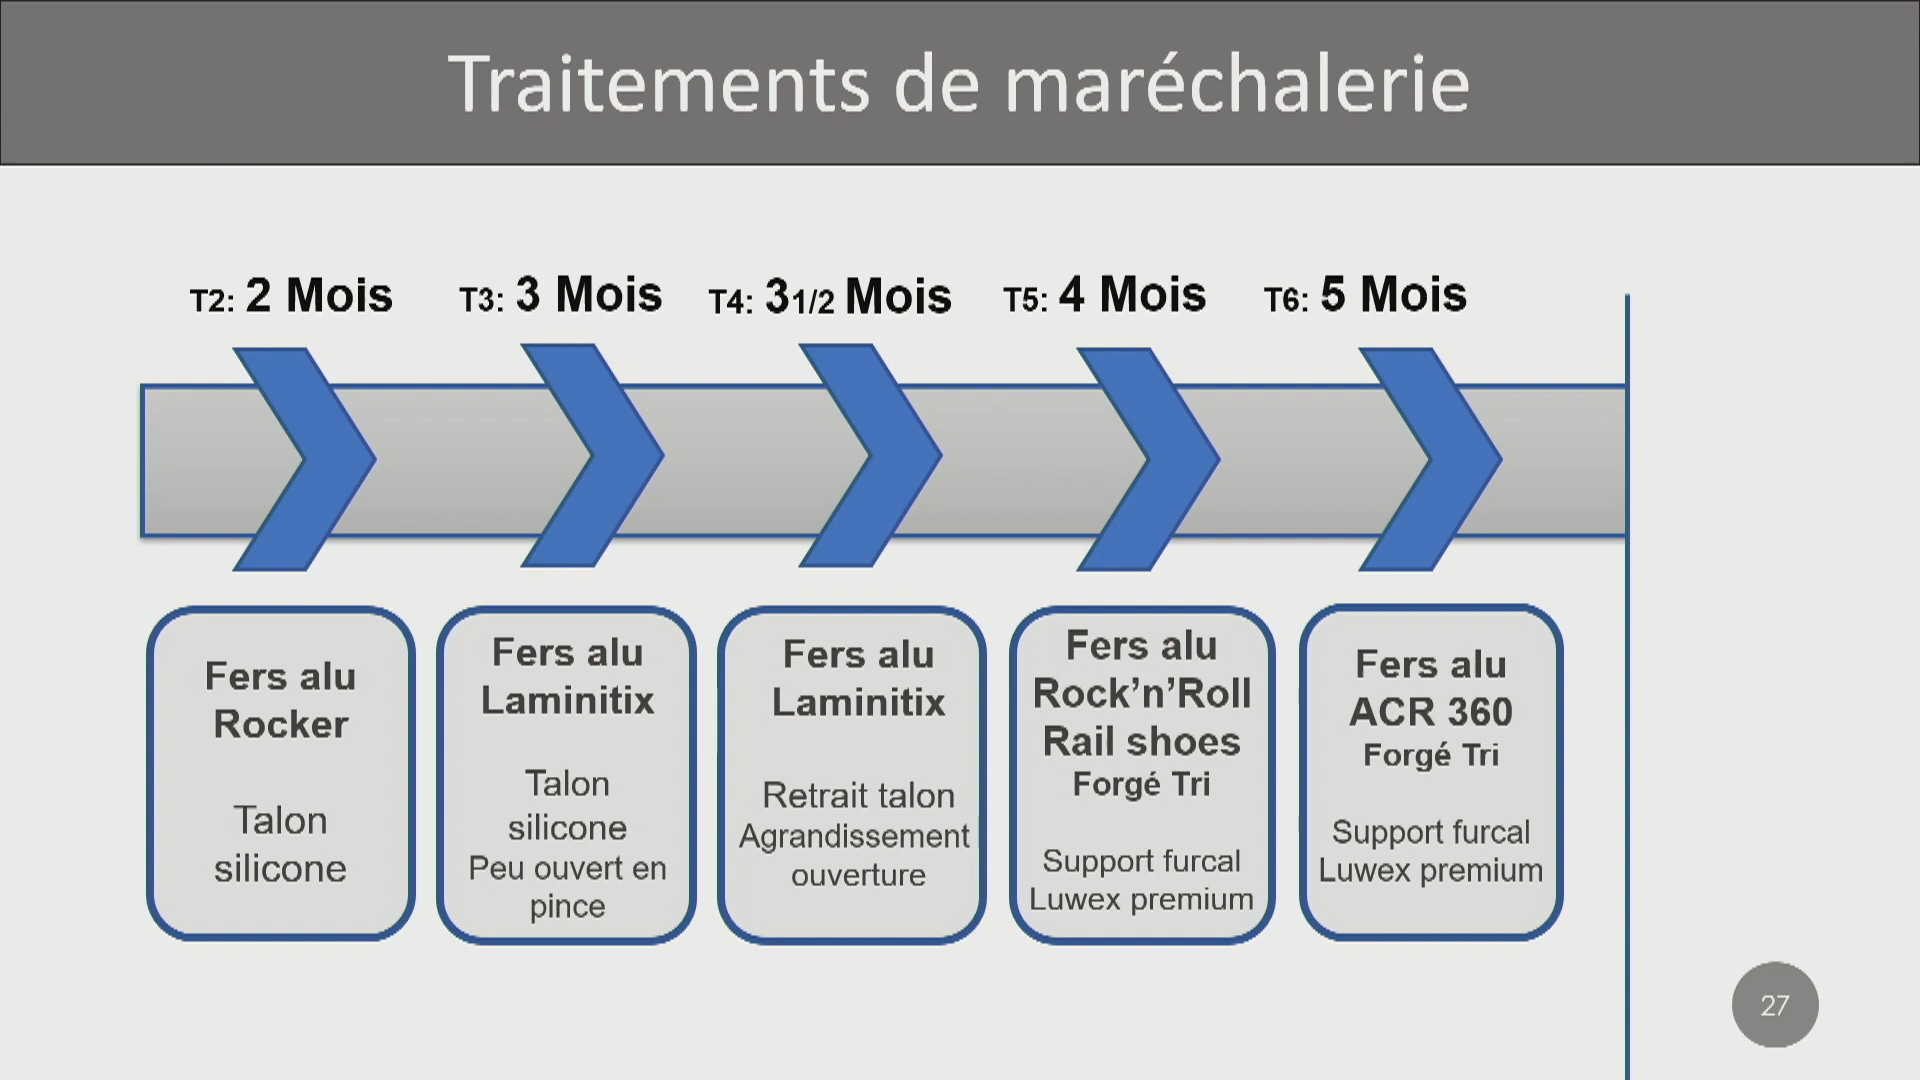 Traitements de maréchalerie
T2: 2 Mois
T3: 3 Mois
T4: 31/2 Mois
T5: 4 Mois
T6: 5 Mois
Fers alu
Rocker
Talon
silicone
Fers alu
Laminitix
Talon
silicone
Peu ouvert en
pince
Fers alu
Laminitix
Retrait talon
Agrandissement
ouverture
Fers alu
Rock’n’Roll
Rail shoes
Forgé Tri
Support furcal
Luwex premium
Fers alu
ACR 360
Forgé Tri
Support furcal
Luwex premium
27